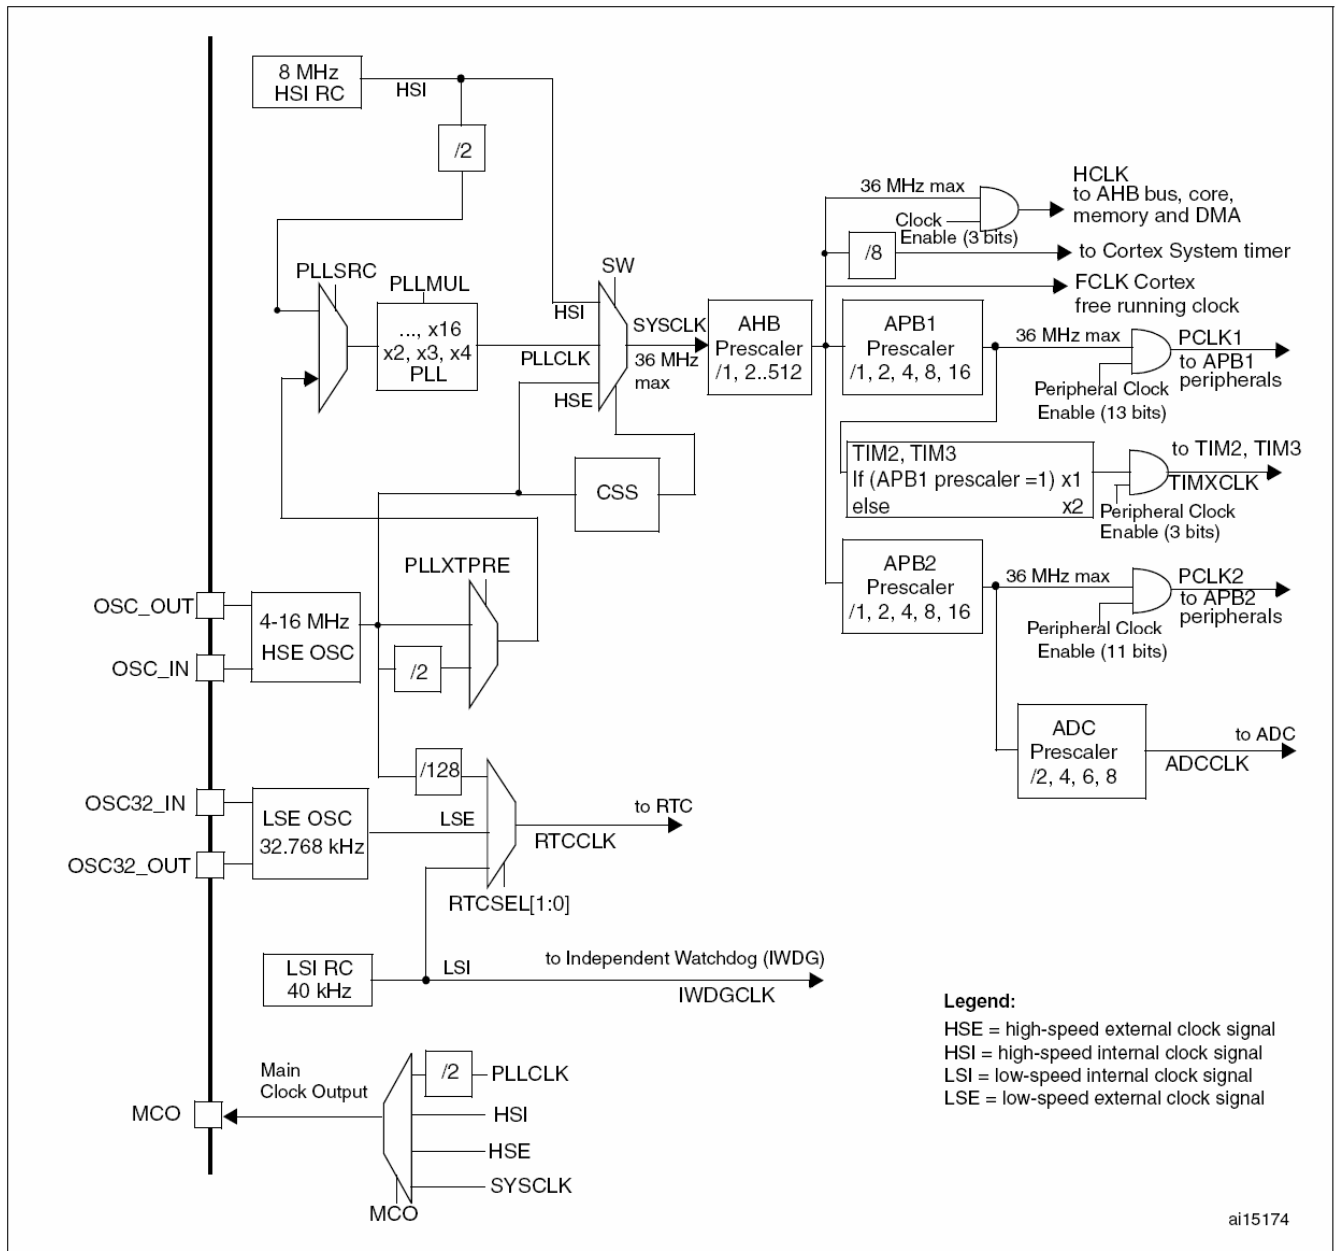 8 MHz
HSI RC
HSI
/2
PLLSRC
PLLMUL
..., x16
x2, x3, x4
PLL
SW
HSI
PLLCLK
HSE
SYSCLK
36 MHz
max
AHB
Prescaler
/1, 2..512
CSS
36 MHz max
Clock
Enable (3 bits)
HCLK
to AHB bus, core,
memory and DMA
/8
to Cortex System timer
FCLK Cortex
free running clock
APB1
Prescaler
/1, 2, 4, 8, 16
36 MHz max
Peripheral Clock
Enable (13 bits)
PCLK1
to APB1
peripherals
TIM2, TIM3
If (APB1 prescaler =1) x1
else x2
Peripheral Clock
Enable (3 bits)
to TIM2, TIM3
TIMXCLK
APB2
Prescaler
/1, 2, 4, 8, 16
36 MHz max
Peripheral Clock
Enable (11 bits)
PCLK2
to APB2
peripherals
ADC
Prescaler
/2, 4, 6, 8
to ADC
ADCCLK
PLLXTPRE
OSC_OUT
OSC_IN
4-16 MHz
HSE OSC
/2
/128
OSC32_IN
OSC32_OUT
LSE OSC
32.768 kHz
LSE
to RTC
RTCCLK
RTCSEL[1:0]
LSI RC
40 kHz
LSI
to Independent Watchdog (IWDG)
IWDGCLK
Legend:
HSE = high-speed external clock signal
HSI = high-speed internal clock signal
LSI = low-speed internal clock signal
LSE = low-speed external clock signal
Main
Clock Output
MCO
/2
PLLCLK
HSI
HSE
SYSCLK
MCO
ai15174